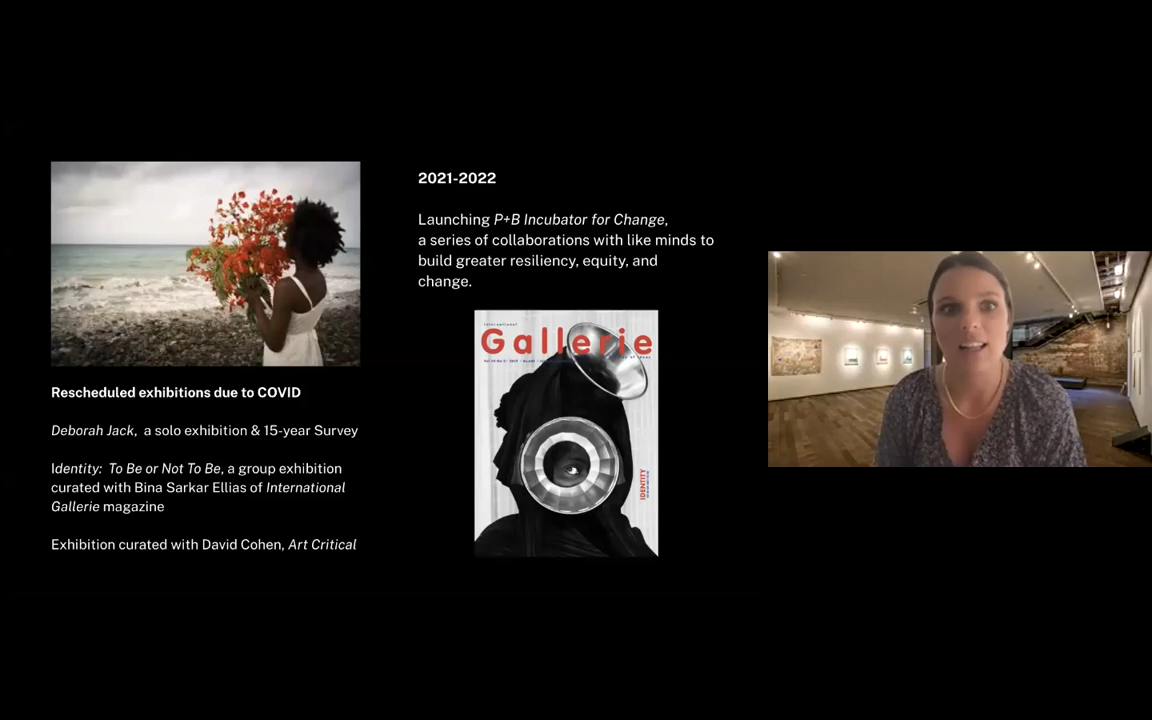 Rescheduled exhibitions due to COVID
Deborah Jack, a solo exhibition & 15-year Survey
Identity: To Be or Not To Be, a group exhibition
curated with Bina Sarkar Ellias of International
Gallerie magazine
Exhibition curated with David Cohen, Art Critical
2021-2022
Launching P+B Incubator for Change,
a series of collaborations with like minds to
build greater resiliency, equity, and
change.
International
Gallerie
IDENTITY